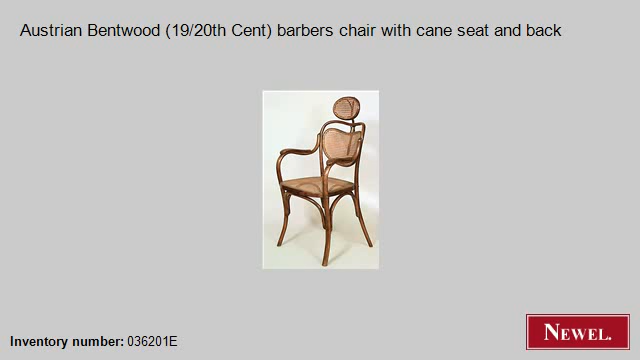 Austrian Bentwood (19/20th Cent) barbers chair with cane seat and back
Inventory number: 036201E
NEWEL.